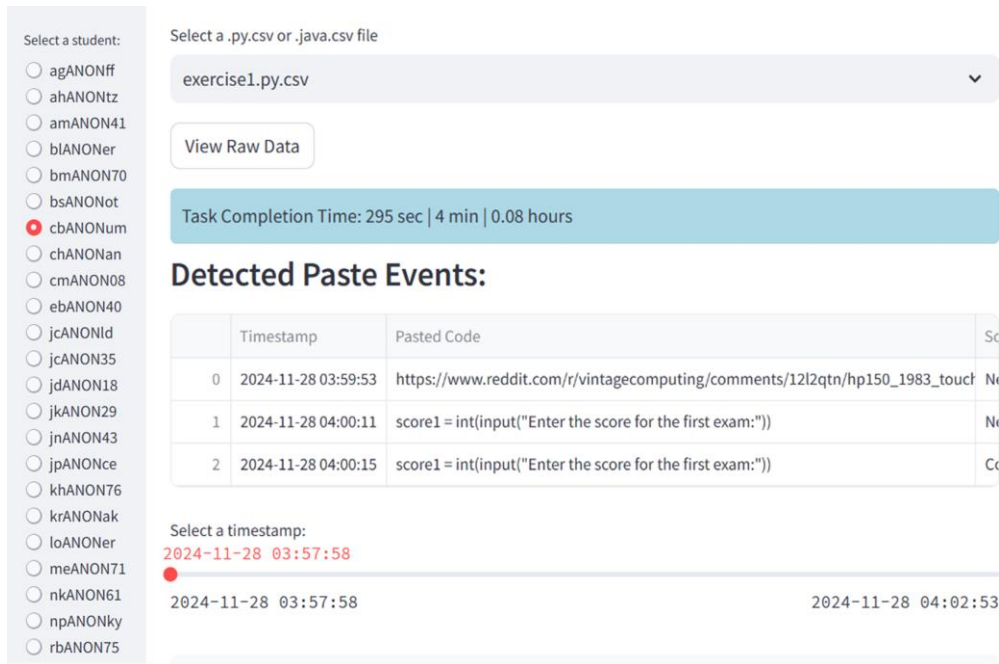 Select a student:
agANONff
ahANONtz
amANON41
blANONer
bmANON70
bsANONot
cbANONum
chANONan
cmANON08
ebANON40
jcANONld
jcANON35
jdANON18
jkANON29
jnANON43
jpANONce
khANON76
krANONak
loANONer
meANON71
nkANON61
npANONky
rbANON75
Select a .py.csv or .java.csv file
exercise1.py.csv
View Raw Data
Task Completion Time: 295 sec | 4 min | 0.08 hours
Detected Paste Events:
Timestamp Pasted Code
0 2024-11-28 03:59:53 https://www.reddit.com/r/vintagecomputing/comments/12l2qtn/hp150_1983_touch
1 2024-11-28 04:00:11 score1 = int(input("Enter the score for the first exam:"))
2 2024-11-28 04:00:15 score1 = int(input("Enter the score for the first exam:"))
Select a timestamp:
2024-11-28 03:57:58
2024-11-28 03:57:58 2024-11-28 04:02:53